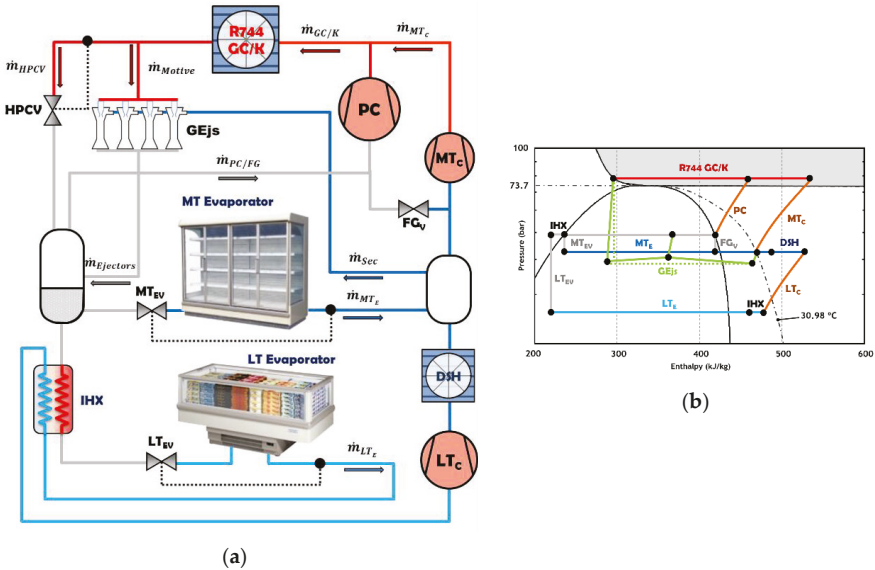 R744
GC/K
ṁGC/K
ṁMTc
ṁHPCV
ṁMotive
HPCV
GEjs
PC
MTC
ṁPC/FG
MT Evaporator
FGV
ṁSec
ṁEjectors
MTEV
ṁMTE
LT Evaporator
DSH
IHX
LTEV
ṁLTE
LTC
(a)
100
R744 GC/K
73.7
PC
MTC
IHX
MTEV
MTE
FGV
DSH
GEjs
LTEV
LTC
LTE
IHX
30.98 °C
Pressure (bar)
200
300
400
500
600
Enthalpy (kJ/kg)
(b)